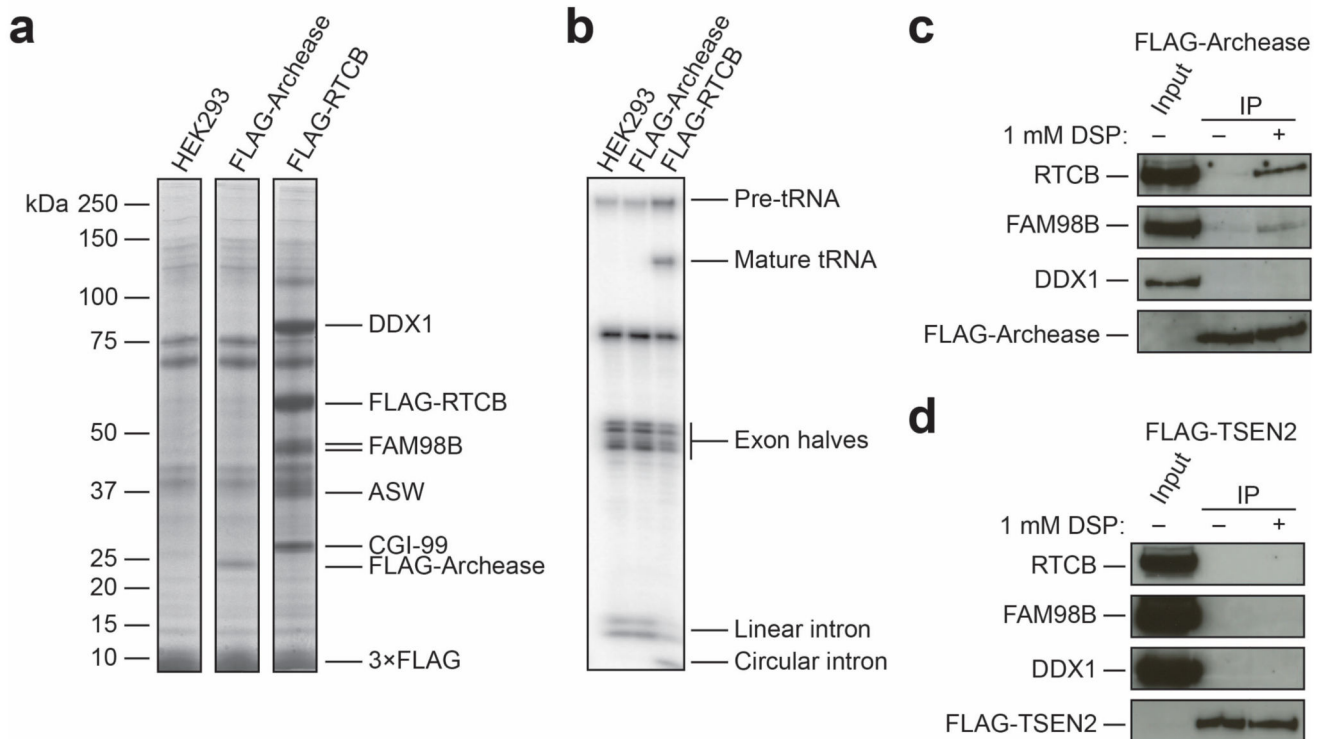 a
HEK293
FLAG-Archease
FLAG-RTCB
kDa 250
150
100
75
50
37
25
20
15
10
DDX1
FLAG-RTCB
FAM98B
ASW
CGI-99
FLAG-Archease
3×FLAG
b
HEK293
FLAG-Archease
FLAG-RTCB
Pre-tRNA
Mature tRNA
Exon halves
Linear intron
Circular intron
c
FLAG-Archease
Input
IP
1 mM DSP: – – +
RTCB
FAM98B
DDX1
FLAG-Archease
d
FLAG-TSEN2
Input
IP
1 mM DSP: – – +
RTCB
FAM98B
DDX1
FLAG-TSEN2